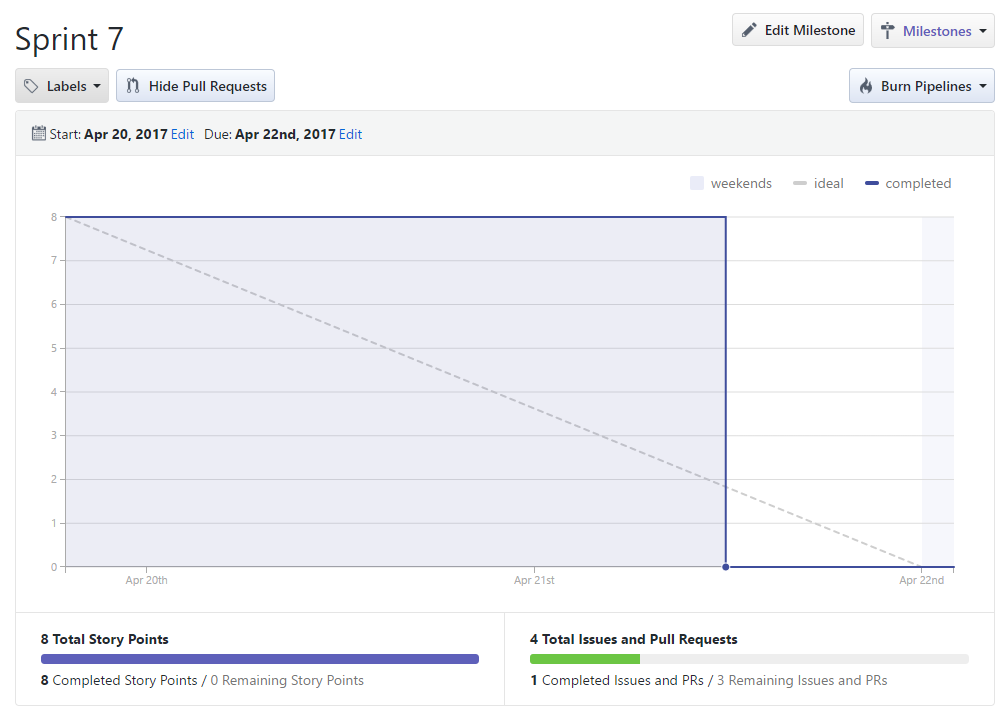 Sprint 7
Edit Milestone
Milestones
Labels
Hide Pull Requests
Burn Pipelines
Start: Apr 20, 2017 Edit Due: Apr 22nd, 2017 Edit
weekends ideal completed
8
7
6
5
4
3
2
1
0
Apr 20th Apr 21st Apr 22nd
8 Total Story Points
8 Completed Story Points / 0 Remaining Story Points
4 Total Issues and Pull Requests
1 Completed Issues and PRs / 3 Remaining Issues and PRs